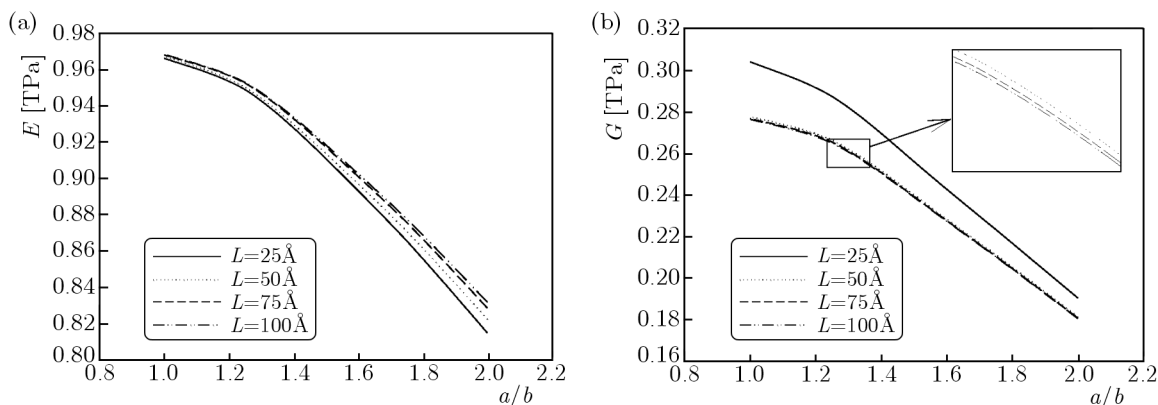 (a)
E [TPa]
0.98
0.96
0.94
0.92
0.90
0.88
0.86
0.84
0.82
0.80
L=25Å
L=50Å
L=75Å
L=100Å
0.8 1.0 1.2 1.4 1.6 1.8 2.0 2.2
a/b
(b)
G [TPa]
0.32
0.30
0.28
0.26
0.24
0.22
0.20
0.18
0.16
L=25Å
L=50Å
L=75Å
L=100Å
0.8 1.0 1.2 1.4 1.6 1.8 2.0 2.2
a/b